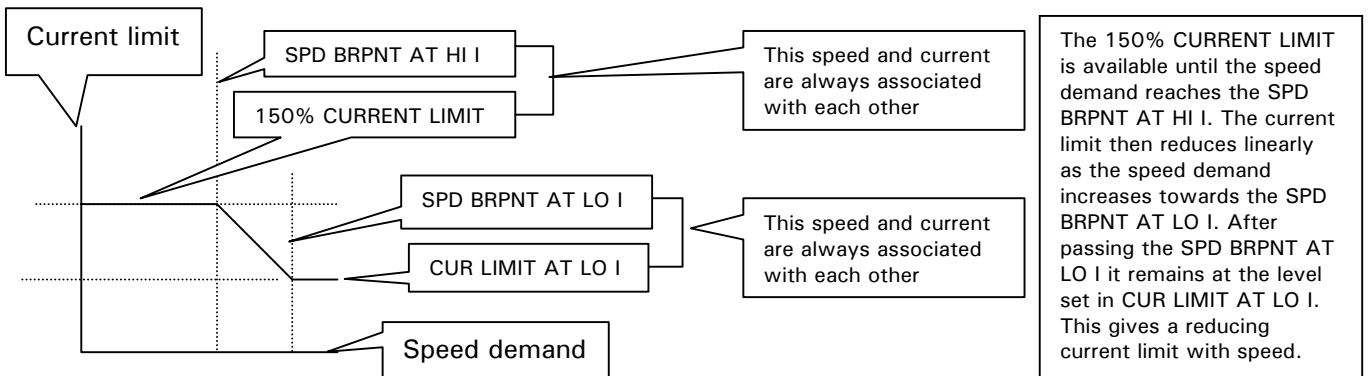 Current limit
SPD BRPNT AT HI I
150% CURRENT LIMIT
This speed and current
are always associated
with each other
SPD BRPNT AT LO I
CUR LIMIT AT LO I
This speed and current
are always associated
with each other
Speed demand
The 150% CURRENT LIMIT
is available until the speed
demand reaches the SPD
BRPNT AT HI I. The current
limit then reduces linearly
as the speed demand
increases towards the SPD
BRPNT AT LO I. After
passing the SPD BRPNT AT
LO I it remains at the level
set in CUR LIMIT AT LO I.
This gives a reducing
current limit with speed.